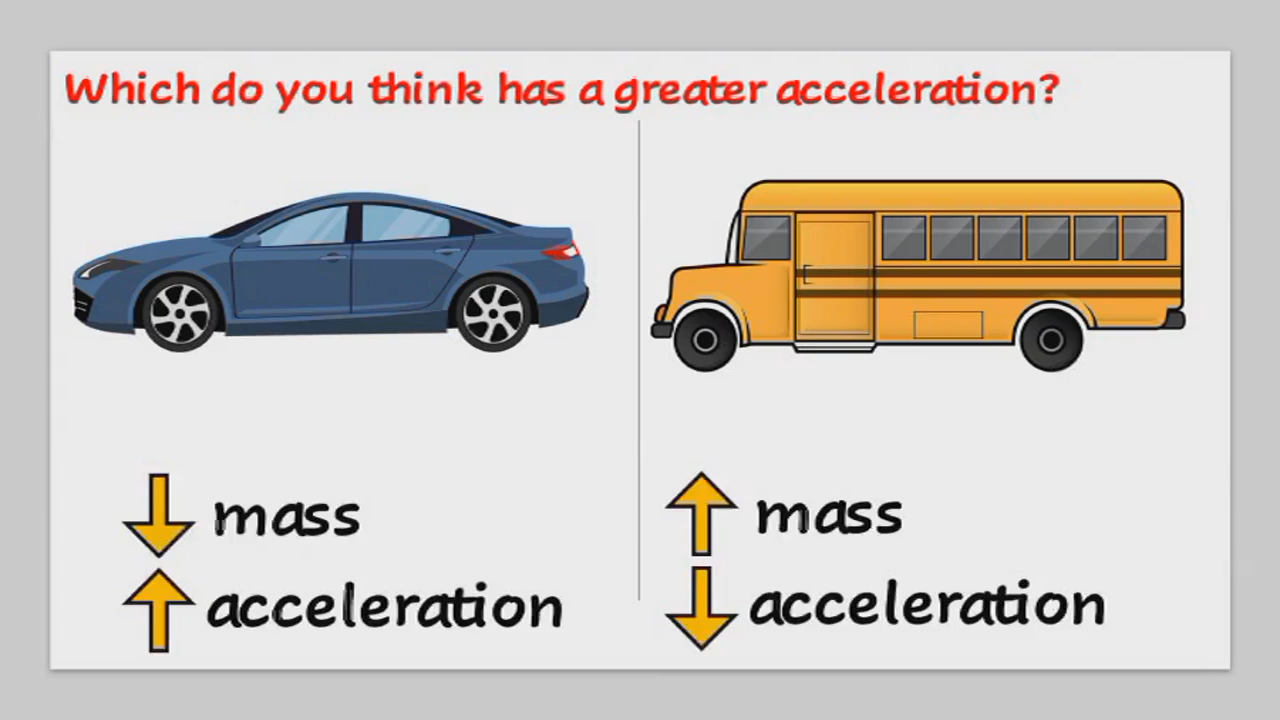 Which do you think has a greater acceleration?
mass
acceleration
mass
acceleration